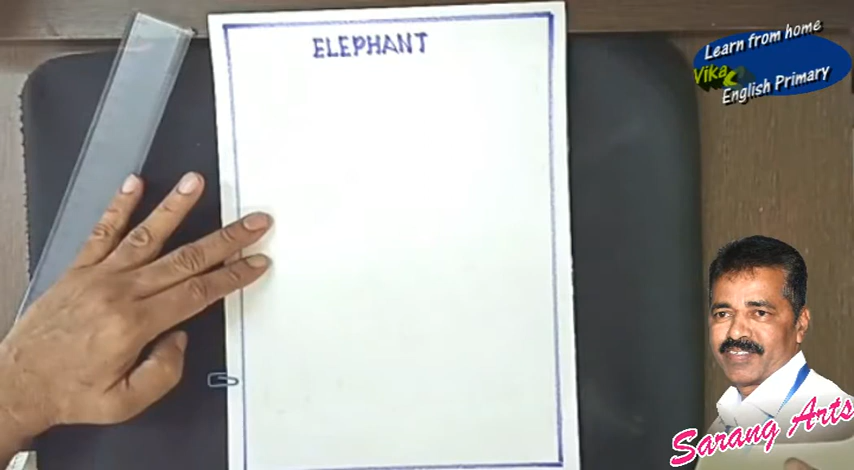 ELEPHANT
Learn from home
Vikas
English Primary
Sarang Arts